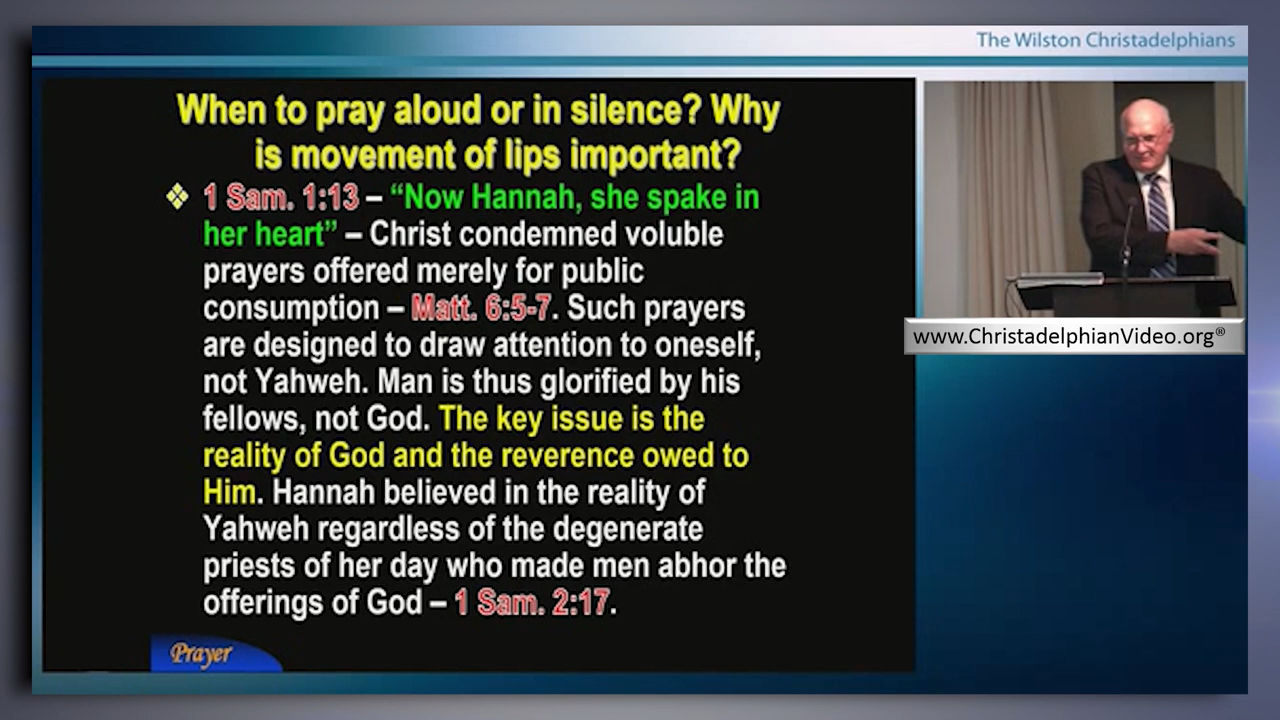 The Wilston Christadelphians
When to pray aloud or in silence? Why
is movement of lips important?
❖ 1 Sam. 1:13 – “Now Hannah, she spake in
her heart” – Christ condemned voluble
prayers offered merely for public
consumption – Matt. 6:5-7. Such prayers
are designed to draw attention to oneself,
not Yahweh. Man is thus glorified by his
fellows, not God. The key issue is the
reality of God and the reverence owed to
Him. Hannah believed in the reality of
Yahweh regardless of the degenerate
priests of her day who made men abhor the
offerings of God – 1 Sam. 2:17.
Prayer
www.ChristadelphianVideo.org®